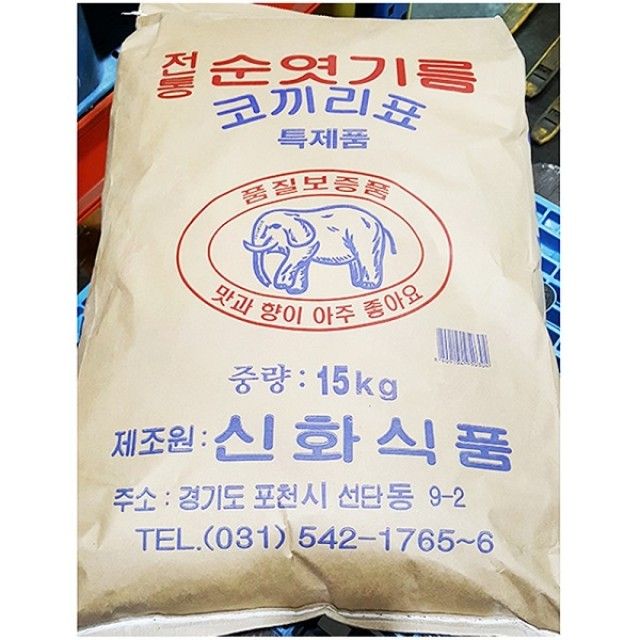 전통 순엿기름
코끼리표
특제품
품질보증품
맛과 향이 아주 좋아요
중량 : 15kg
제조원 : 신화식품
주소 : 경기도 포천시 선단동 9-2
TEL.(031) 542-1765~6